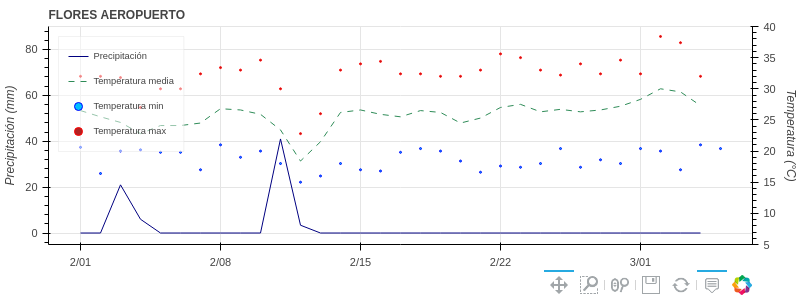 FLORES AEROPUERTO
Precipitación
Temperatura media
Temperatura min
Temperatura max
Precipitación (mm)
80
60
40
20
0
40
35
30
25
20
15
10
5
Temperatura (°C)
2/01 2/08 2/15 2/22 3/01